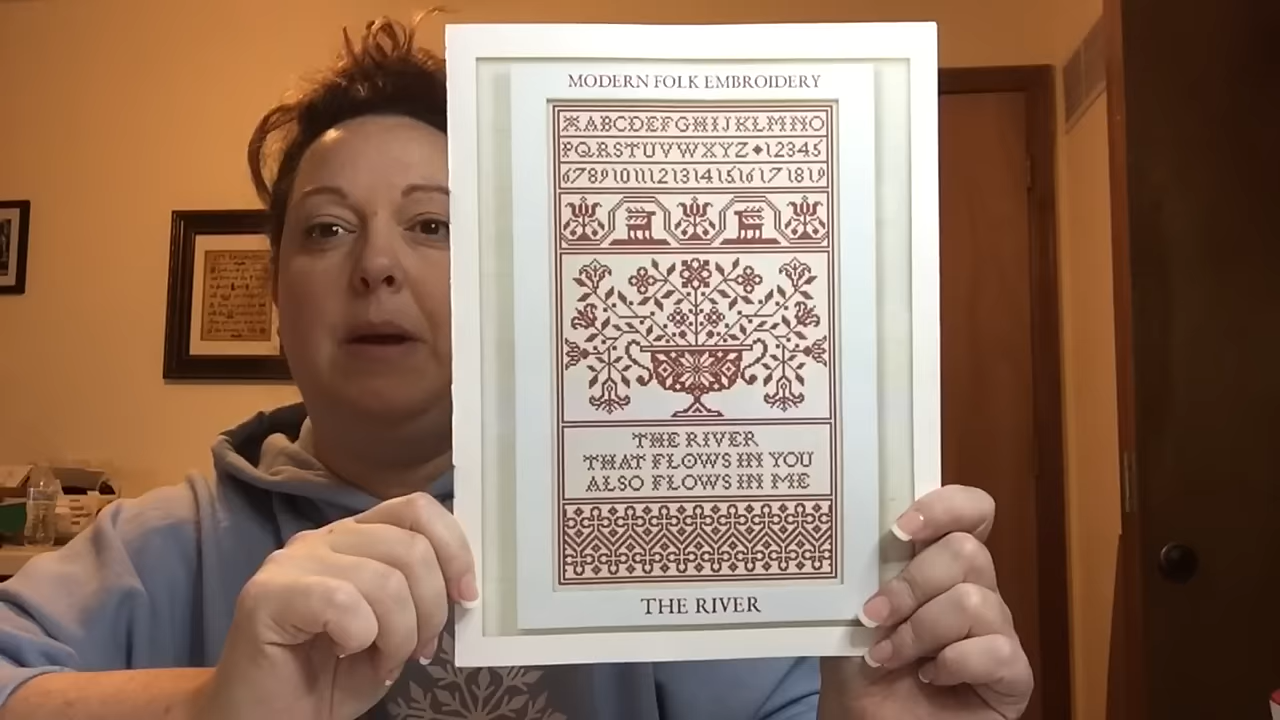 MODERN FOLK EMBROIDERY
ABCDEFGHIJKLMNO
PQRSTUVWXYZ 12345
678910111213141516171819
THE RIVER
THAT FLOWS IN YOU
ALSO FLOWS IN ME
THE RIVER